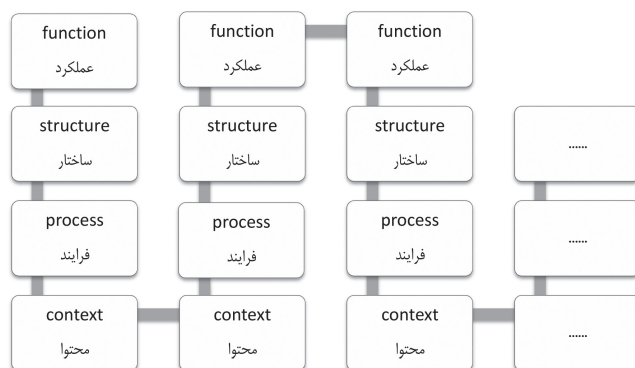 function
عملکرد
function
عملکرد
function
عملکرد
structure
ساختار
structure
ساختار
structure
ساختار
......
process
فرایند
process
فرایند
process
فرایند
......
context
محتوا
context
محتوا
context
محتوا
......